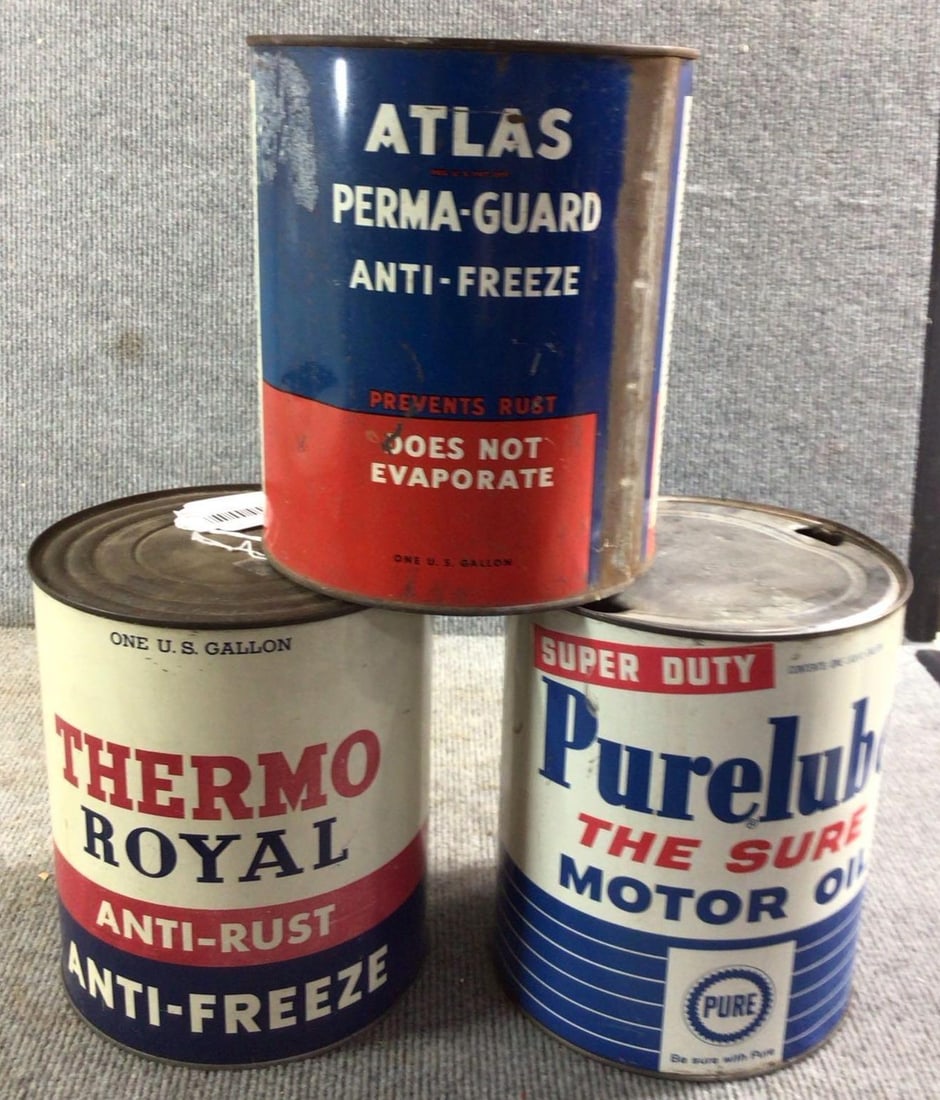 ATLAS
PERMA-GUARD
ANTI-FREEZE
PREVENTS RUST
DOES NOT
EVAPORATE
ONE U. S. GALLON
ONE U. S. GALLON
THERMO
ROYAL
ANTI-RUST
ANTI-FREEZE
SUPER DUTY
Purelub
THE SURE
MOTOR OIL
PURE
Be sure with Pure